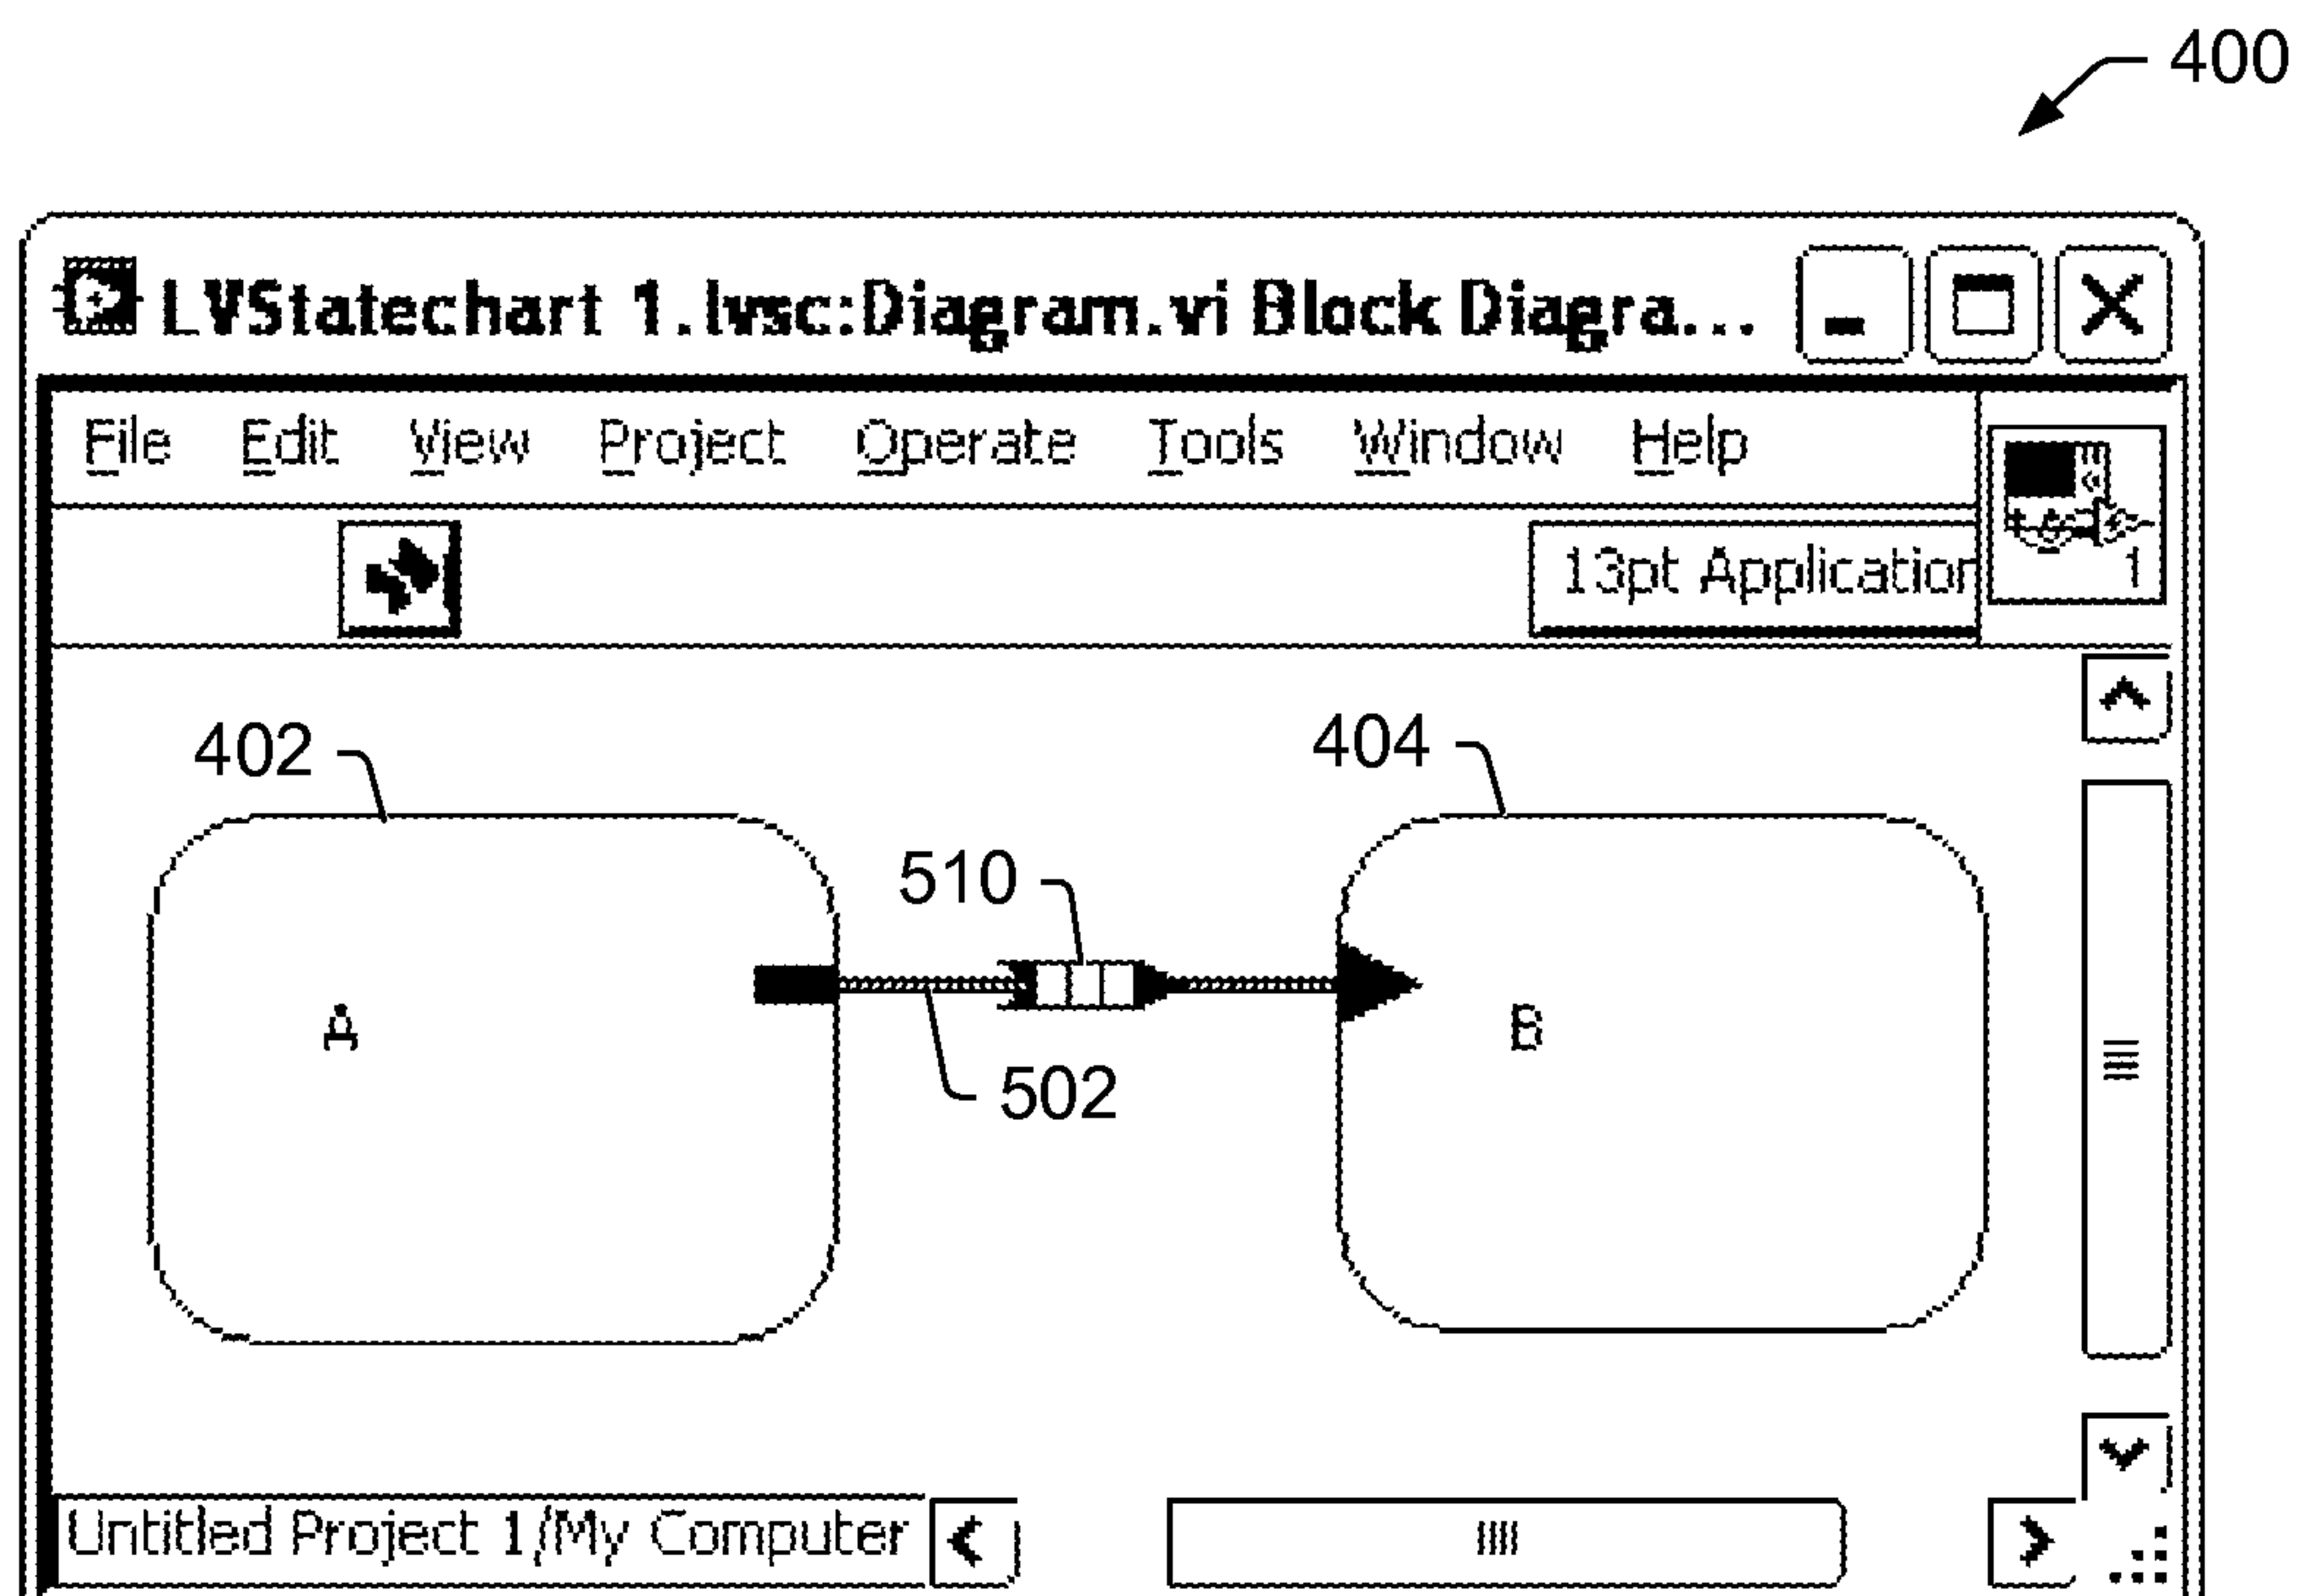 400
LVStatechart 1.lvsc:Diagram.vi Block Diagra...
File Edit View Project Operate Tools Window Help
13pt Application
1
402
404
510
A
B
502
Untitled Project 1/My Computer